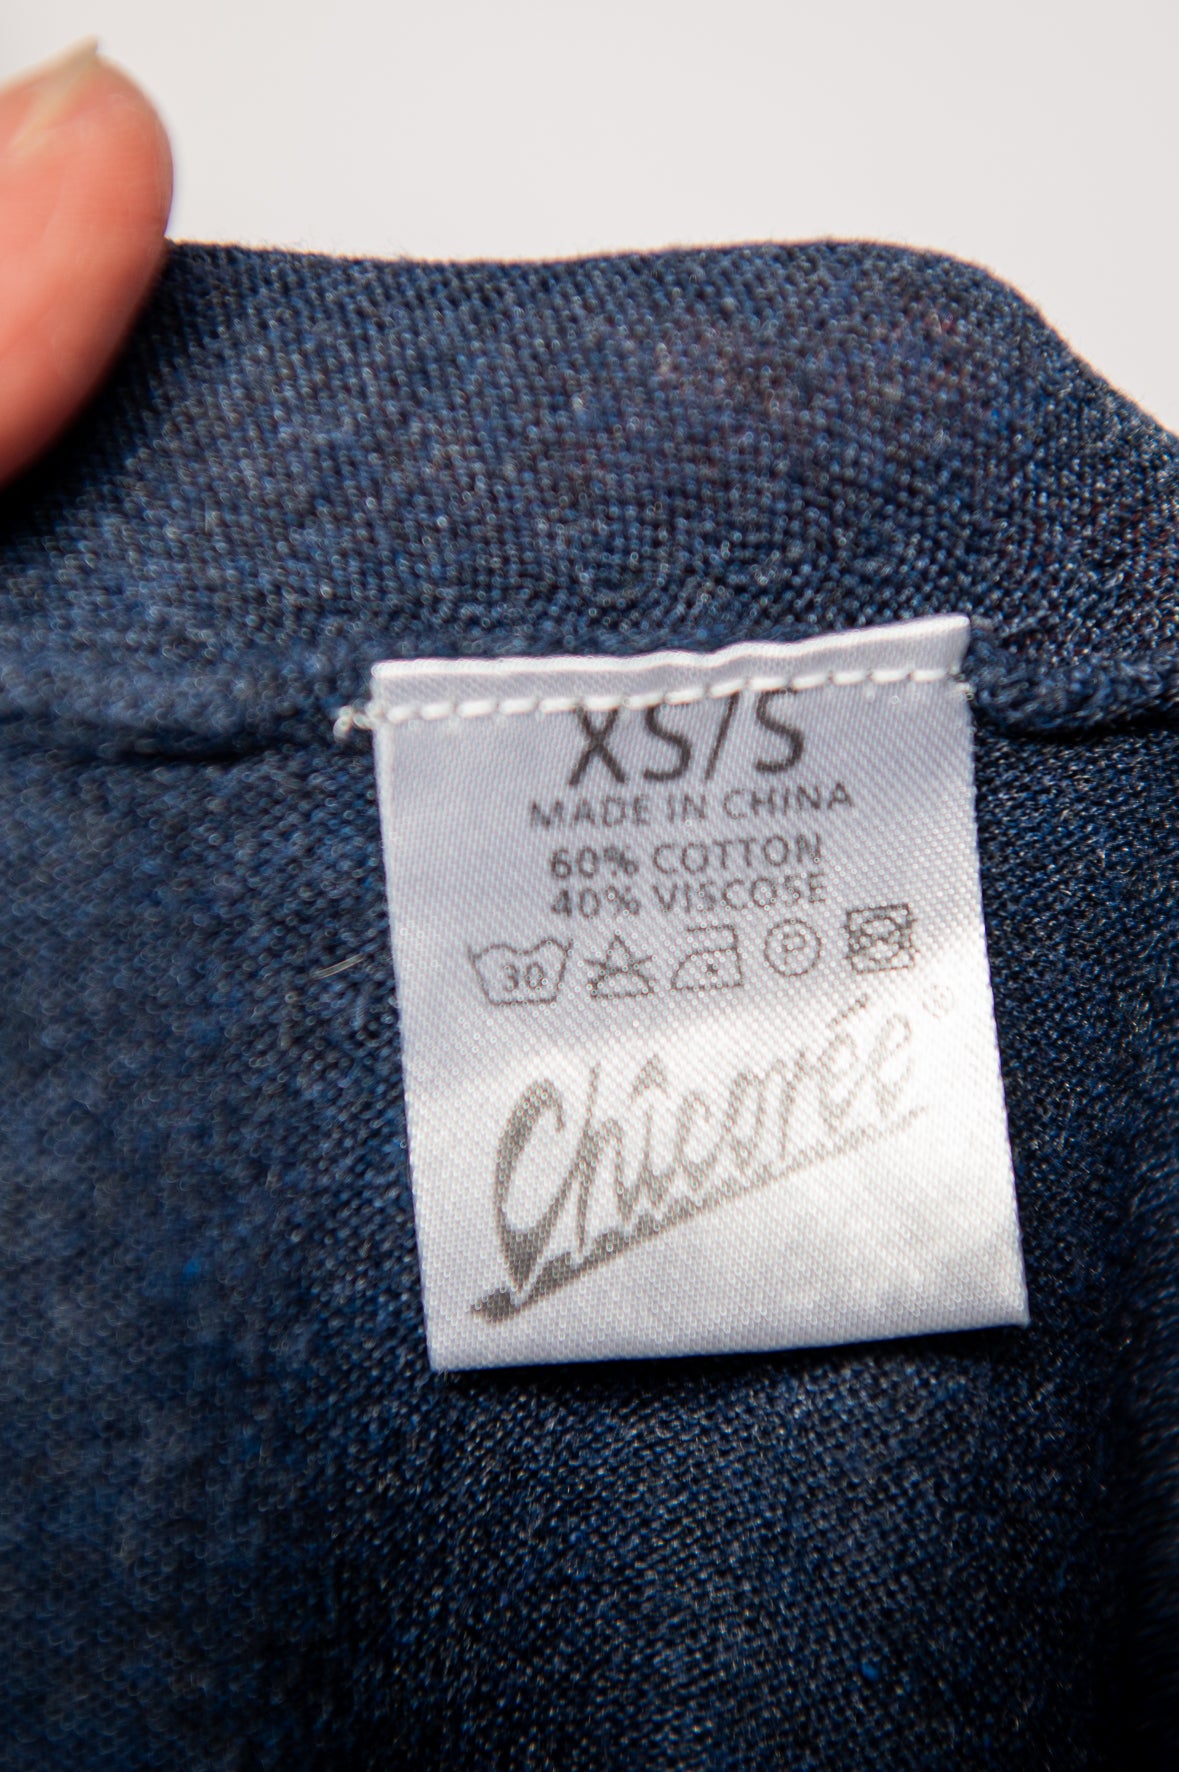 XS/S
MADE IN CHINA
60% COTTON
40% VISCOSE
30 P
Chicorée ®